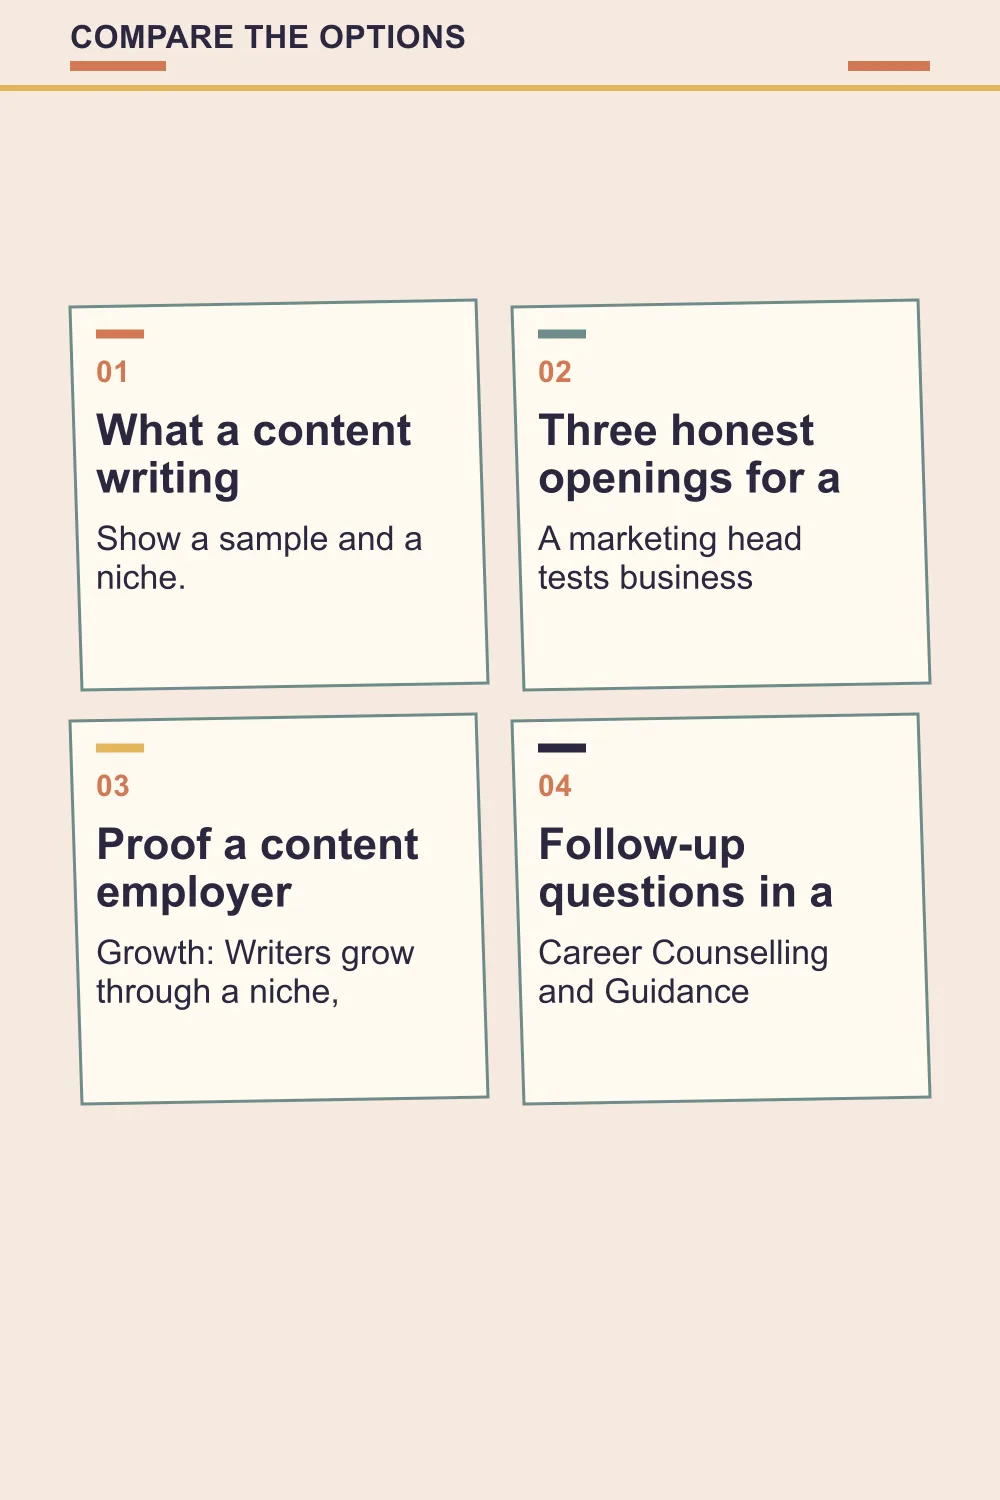 COMPARE THE OPTIONS
01
What a content
writing
Show a sample and a
niche.
02
Three honest
openings for a
A marketing head
tests business
03
Proof a content
employer
Growth: Writers grow
through a niche,
04
Follow-up
questions in a
Career Counselling
and Guidance